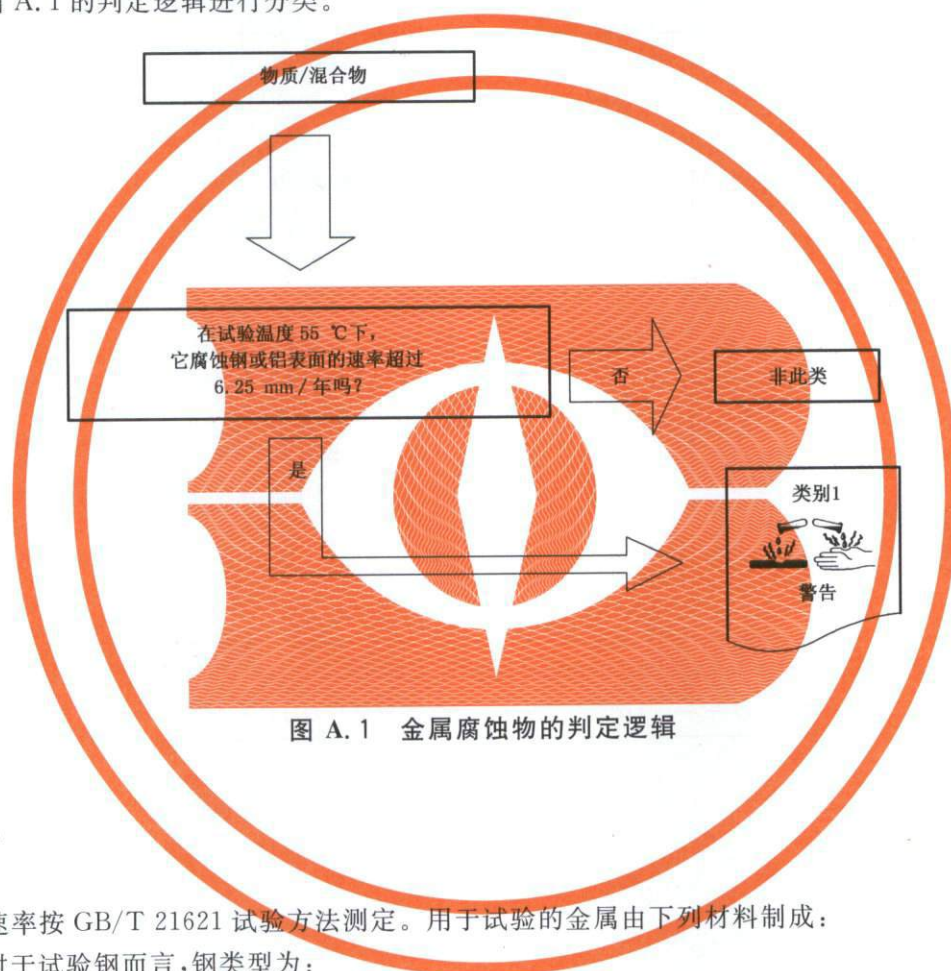 图 A.1 的判定逻辑进行分类。
物质/混合物
在试验温度 55 ℃下,
它腐蚀钢或铝表面的速率超过
6.25 mm/年吗?
否
非此类
是
类别1
警告
图 A.1 金属腐蚀物的判定逻辑
速率按 GB/T 21621 试验方法测定。用于试验的金属由下列材料制成:
对于试验钢而言,钢类型为: